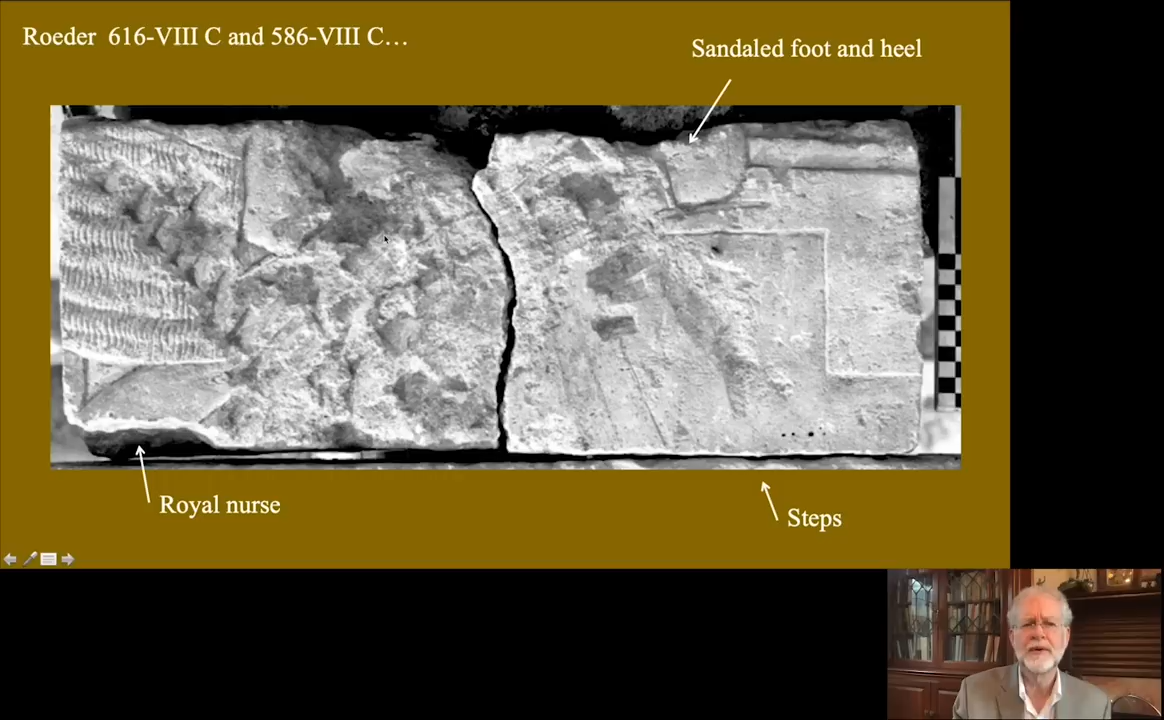 Roeder 616-VIII C and 586-VIII C...
Sandaled foot and heel
Royal nurse
Steps